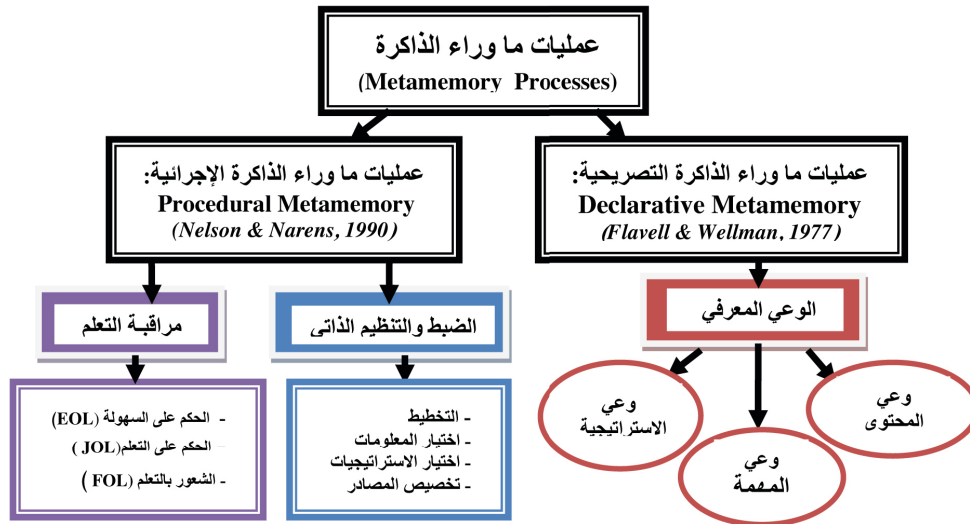 عمليات ما وراء الذاكرة
(Metamemory Processes)
عمليات ما وراء الذاكرة التصريحية:
Declarative Metamemory
(Flavell & Wellman, 1977)
عمليات ما وراء الذاكرة الإجرائية:
Procedural Metamemory
(Nelson & Narens, 1990)
الوعي المعرفي
الضبط والتنظيم الذاتى
مراقبة التعلم
وعي
المحتوى
وعي
المهمة
وعي
الاستراتيجية
- التخطيط
- اختيار المعلومات
- اختيار الاستراتيجيات
- تخصيص المصادر
- الحكم على السهولة (EOL)
- الحكم على التعلم(JOL )
- الشعور بالتعلم (FOL )